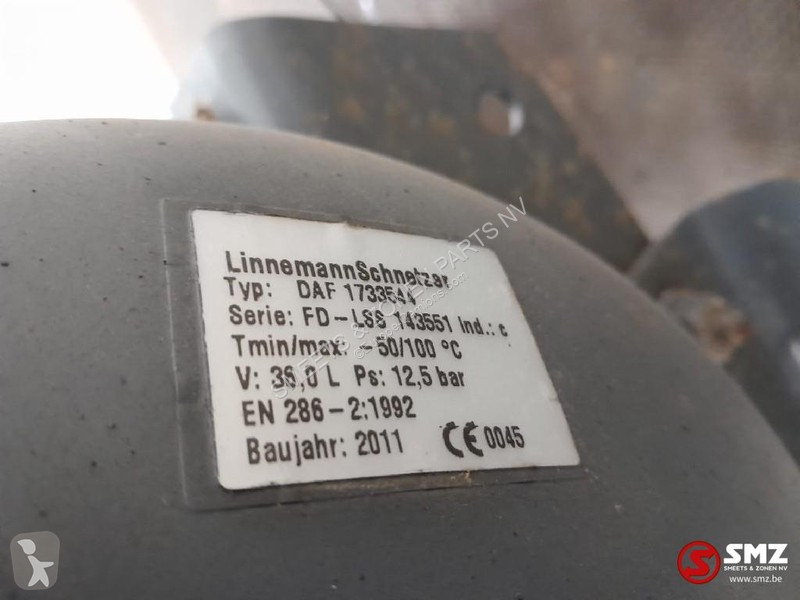 LinnemannSchnetzar
Typ: DAF 1733544
Serie: FD-LSS 143551 Ind.: c
Tmin/max: -50/100 °C
V: 36,0 L Ps: 12,5 bar
EN 286-2:1992
Baujahr: 2011 CE 0045
SMZ
SHEETS & ZONEN NV
www.smz.be